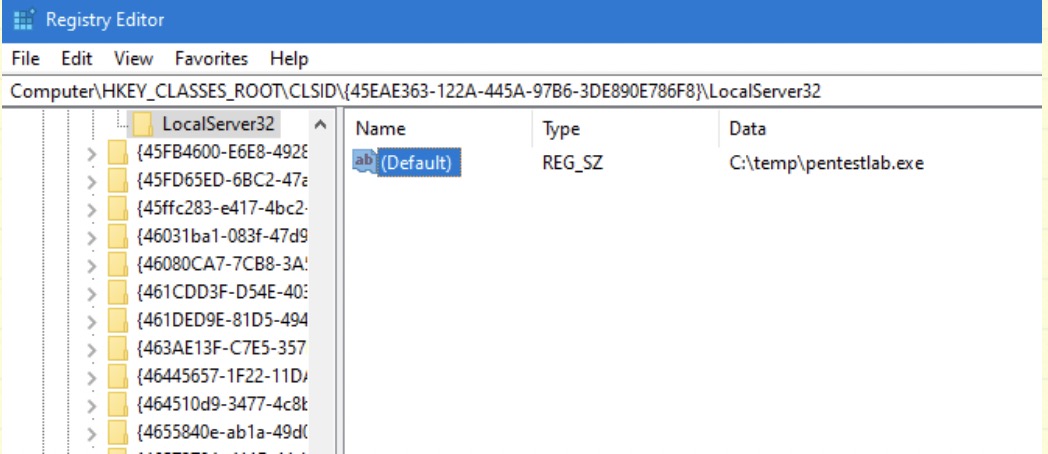 Registry Editor
File Edit View Favorites Help
Computer\HKEY_CLASSES_ROOT\CLSID\{45EAE363-122A-445A-97B6-3DE890E786F8}\LocalServer32
LocalServer32
Name Type Data
{45FB4600-E6E8-4928
ab (Default) REG_SZ C:\temp\pentestlab.exe
{45FD65ED-6BC2-47a
{45ffc283-e417-4bc2-
{46031ba1-083f-47d9
{46080CA7-7CB8-3A
{461CDD3F-D54E-403
{461DED9E-81D5-494
{463AE13F-C7E5-357
{46445657-1F22-11D
{464510d9-3477-4c8b
{4655840e-ab1a-49d0